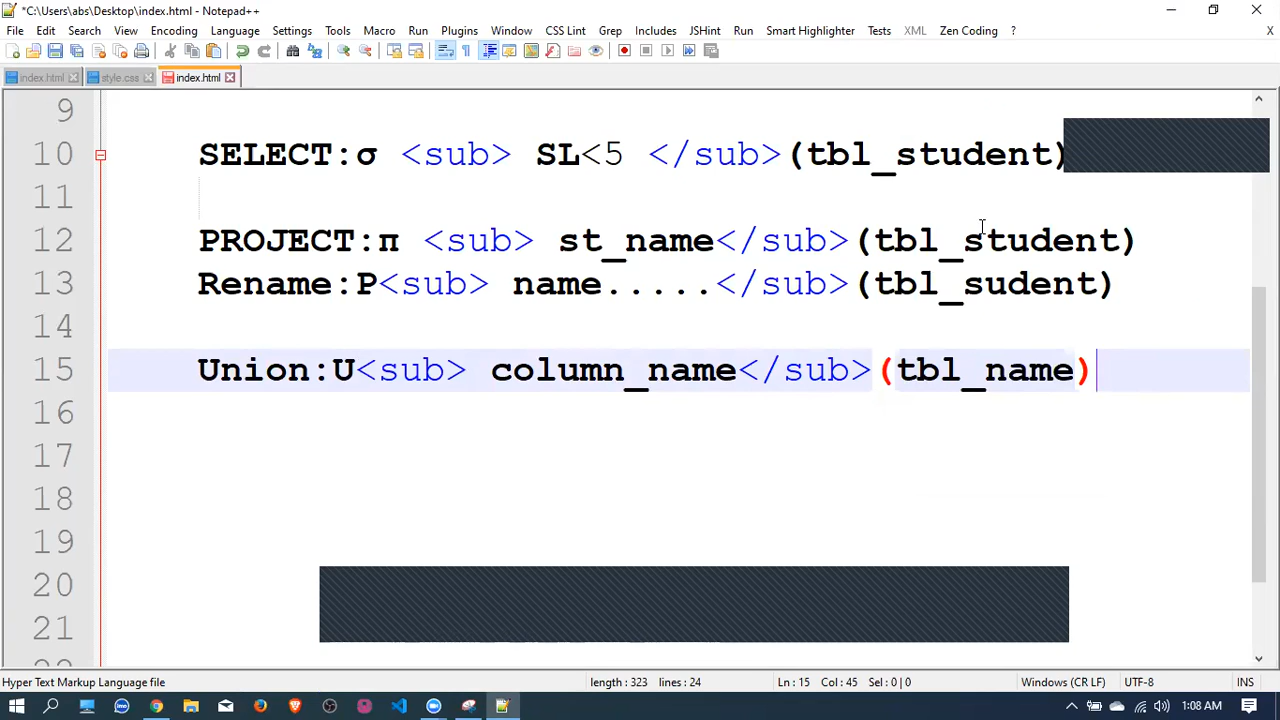 *C:\Users\abs\Desktop\index.html - Notepad++
File Edit Search View Encoding Language Settings Tools Macro Run Plugins Window CSS Lint Grep Includes JSHint Run Smart Highlighter Tests XML Zen Coding ? X
index.html style.css index.html
9
10 SELECT:σ <sub> SL<5 </sub>(tbl_student)
11
12 PROJECT:π <sub> st_name</sub>(tbl_student)
13 Rename:P<sub> name.....</sub>(tbl_sudent)
14
15 Union:U<sub> column_name</sub>(tbl_name)
16
17
18
19
20
21
Hyper Text Markup Language file length : 323 lines : 24 Ln : 15 Col : 45 Sel : 0 | 0 Windows (CR LF) UTF-8 INS
1:08 AM